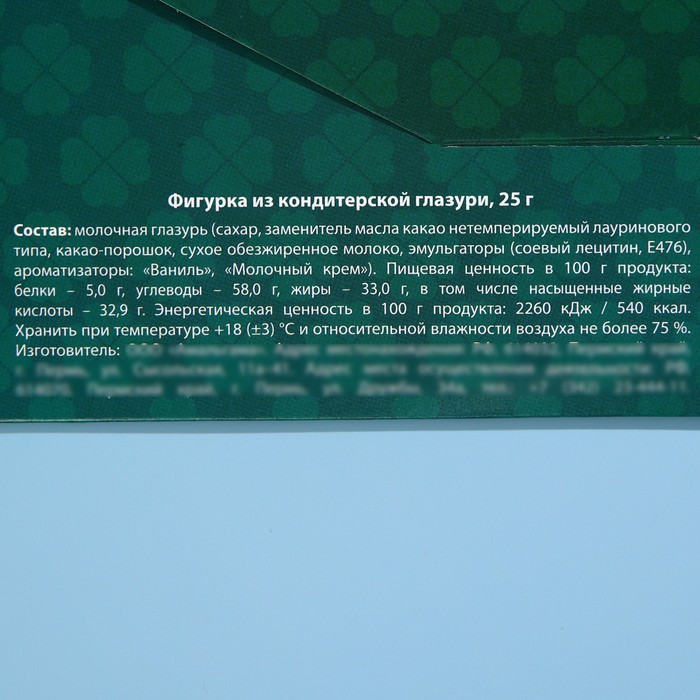 Фигурка из кондитерской глазури, 25 г
Состав: молочная глазурь (сахар, заменитель масла какао нетемперируемый лауринового
типа, какао-порошок, сухое обезжиренное молоко, эмульгаторы (соевый лецитин, Е476),
ароматизаторы: «Ваниль», «Молочный крем»). Пищевая ценность в 100 г продукта:
белки – 5,0 г, углеводы – 58,0 г, жиры – 33,0 г, в том числе насыщенные жирные
кислоты – 32,9 г. Энергетическая ценность в 100 г продукта: 2260 кДж / 540 ккал.
Хранить при температуре +18 (±3) °С и относительной влажности воздуха не более 75 %.
Изготовитель: